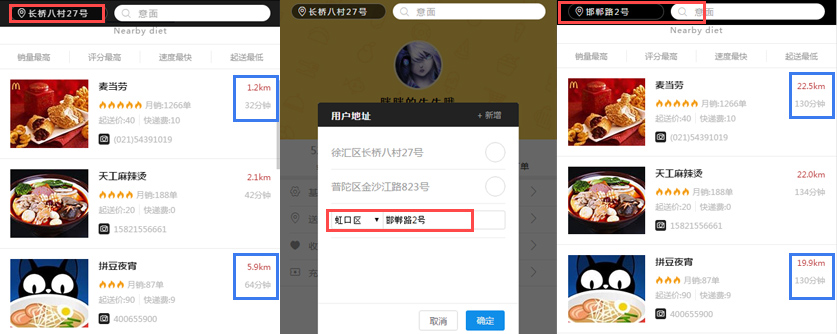 长桥八村27号
意面
Nearby diet
销量最高
评分最高
速度最快
起送最低
麦当劳
1.2km
月销:1266单
32分钟
起送价:40
快递费:10
(021)54391019
天工麻辣烫
2.1km
月销:188单
42分钟
起送价:20
快递费:0
15821556661
拼豆夜宵
5.9km
月销:87单
64分钟
起送价:90
快递费:9
400655900
长桥八村27号
意面
用户地址
+ 新增
徐汇区长桥八村27号
普陀区金沙江路823号
虹口区
邯郸路2号
单
取消
确定
邯郸路2号
意面
Nearby diet
销量最高
评分最高
速度最快
起送最低
麦当劳
22.5km
月销:1266单
130分钟
起送价:40
快递费:10
(021)54391019
天工麻辣烫
22.0km
月销:188单
134分钟
起送价:20
快递费:0
15821556661
拼豆夜宵
19.9km
月销:87单
130分钟
起送价:90
快递费:9
400655900